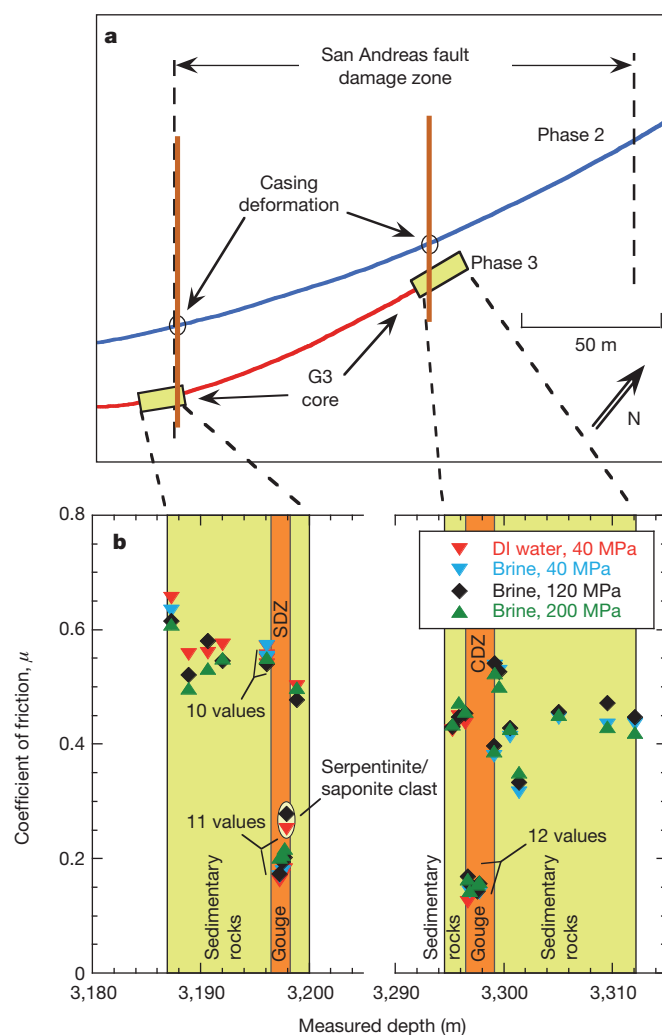 a
San Andreas fault
damage zone
Phase 2
Casing
deformation
Phase 3
50 m
G3
core
N
b
0.8
0.6
0.4
0.2
0
Coefficient of friction, μ
SDZ
10 values
Serpentinite/
saponite clast
11 values
Sedimentary
rocks
Gouge
DI water, 40 MPa
Brine, 40 MPa
Brine, 120 MPa
Brine, 200 MPa
CDZ
12 values
Sedimentary
rocks
Gouge
Sedimentary
rocks
3,180
3,190
3,200
3,290
3,300
3,310
Measured depth (m)